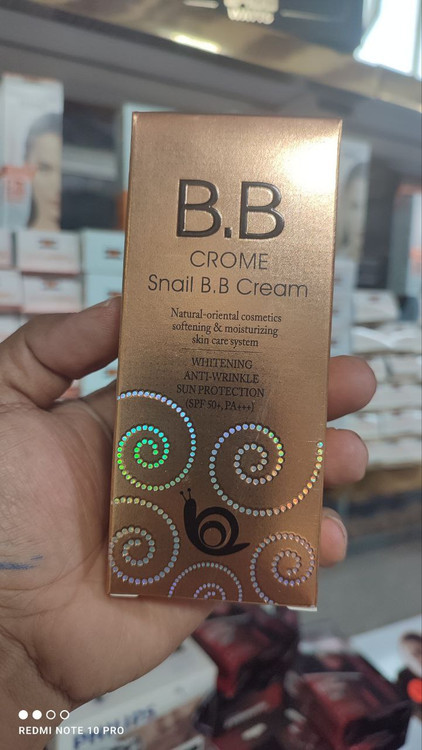 B.B
CROME
Snail B.B Cream
Natural-oriental cosmetics
softening & moisturizing
skin care system
WHITENING
ANTI-WRINKLE
SUN PROTECTION
(SPF 50+, PA+++)
REDMI NOTE 10 PRO